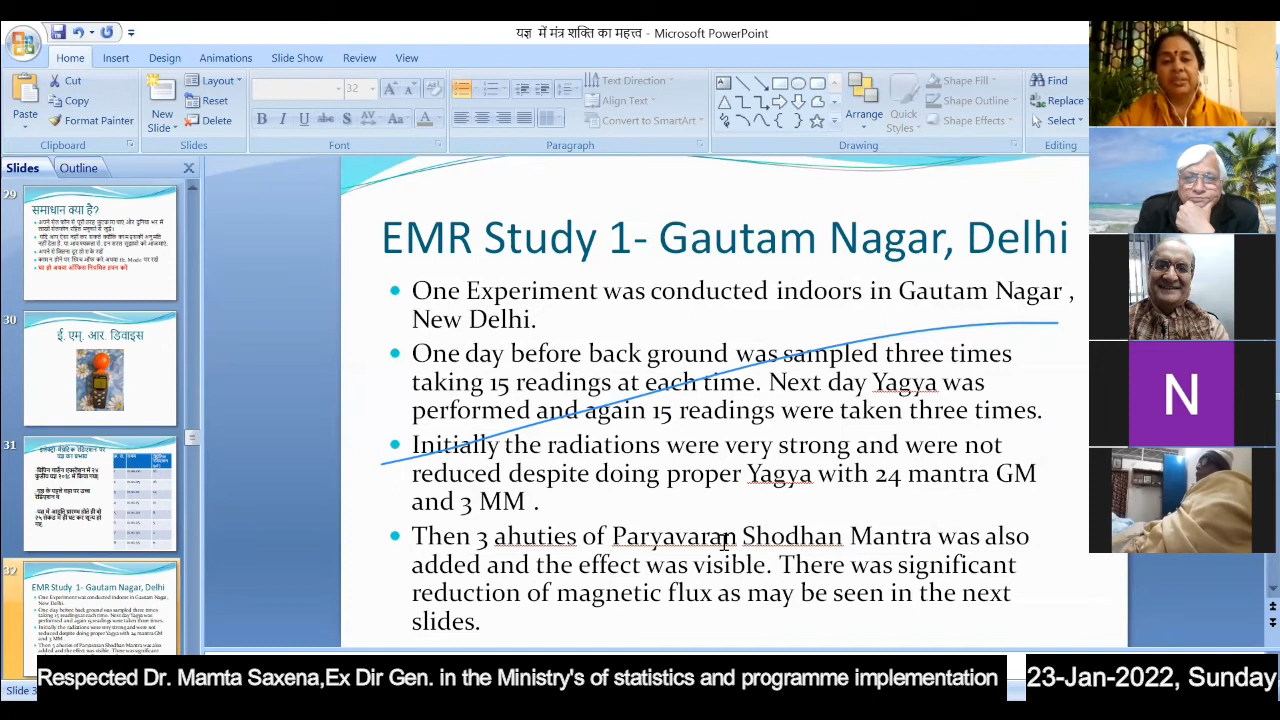 यज्ञ में मंत्र शक्ति का महत्त्व - Microsoft PowerPoint
Home Insert Design Animations Slide Show Review View
Cut
Copy
Format Painter
Paste
Clipboard
New
Slide
Layout
Reset
Delete
Slides
32
Font
Text Direction
Align Text
Convert to SmartArt
Paragraph
Arrange
Quick
Styles
Shape Fill
Shape Outline
Shape Effects
Drawing
Find
Replace
Select
Editing
Slides Outline
29
समाधान क्या है?
30
ई. एम्. आर. डिवाइस
31
32
EMR Study 1- Gautam Nagar, Delhi
EMR Study 1- Gautam Nagar, Delhi
One Experiment was conducted indoors in Gautam Nagar ,
New Delhi.
One day before back ground was sampled three times
taking 15 readings at each time. Next day Yagya was
performed and again 15 readings were taken three times.
Initially the radiations were very strong and were not
reduced despite doing proper Yagya with 24 mantra GM
and 3 MM .
Then 3 ahuties of Paryavaran Shodhan Mantra was also
added and the effect was visible. There was significant
reduction of magnetic flux as may be seen in the next
slides.
N
Respected Dr. Mamta Saxena,Ex Dir Gen. in the Ministry's of statistics and programme implementation
23-Jan-2022, Sunday